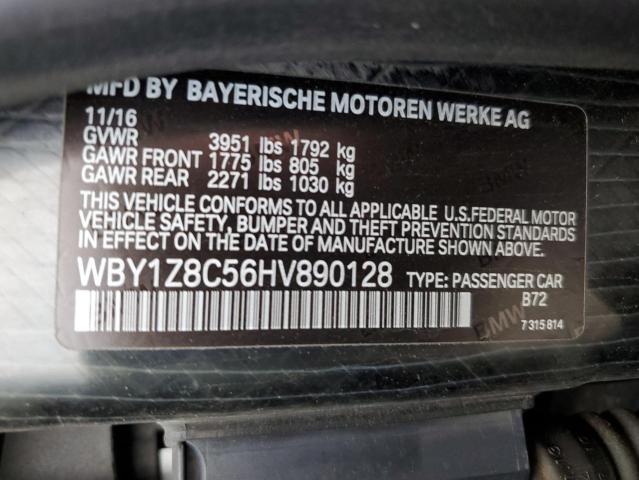 MFD BY BAYERISCHE MOTOREN WERKE AG
11/16
GVWR 3951 lbs 1792 kg
GAWR FRONT 1775 lbs 805 kg
GAWR REAR 2271 lbs 1030 kg
THIS VEHICLE CONFORMS TO ALL APPLICABLE U.S.FEDERAL MOTOR
VEHICLE SAFETY, BUMPER AND THEFT PREVENTION STANDARDS
IN EFFECT ON THE DATE OF MANUFACTURE SHOWN ABOVE.
WBY1Z8C56HV890128 TYPE: PASSENGER CAR
B72
7315814
BMW